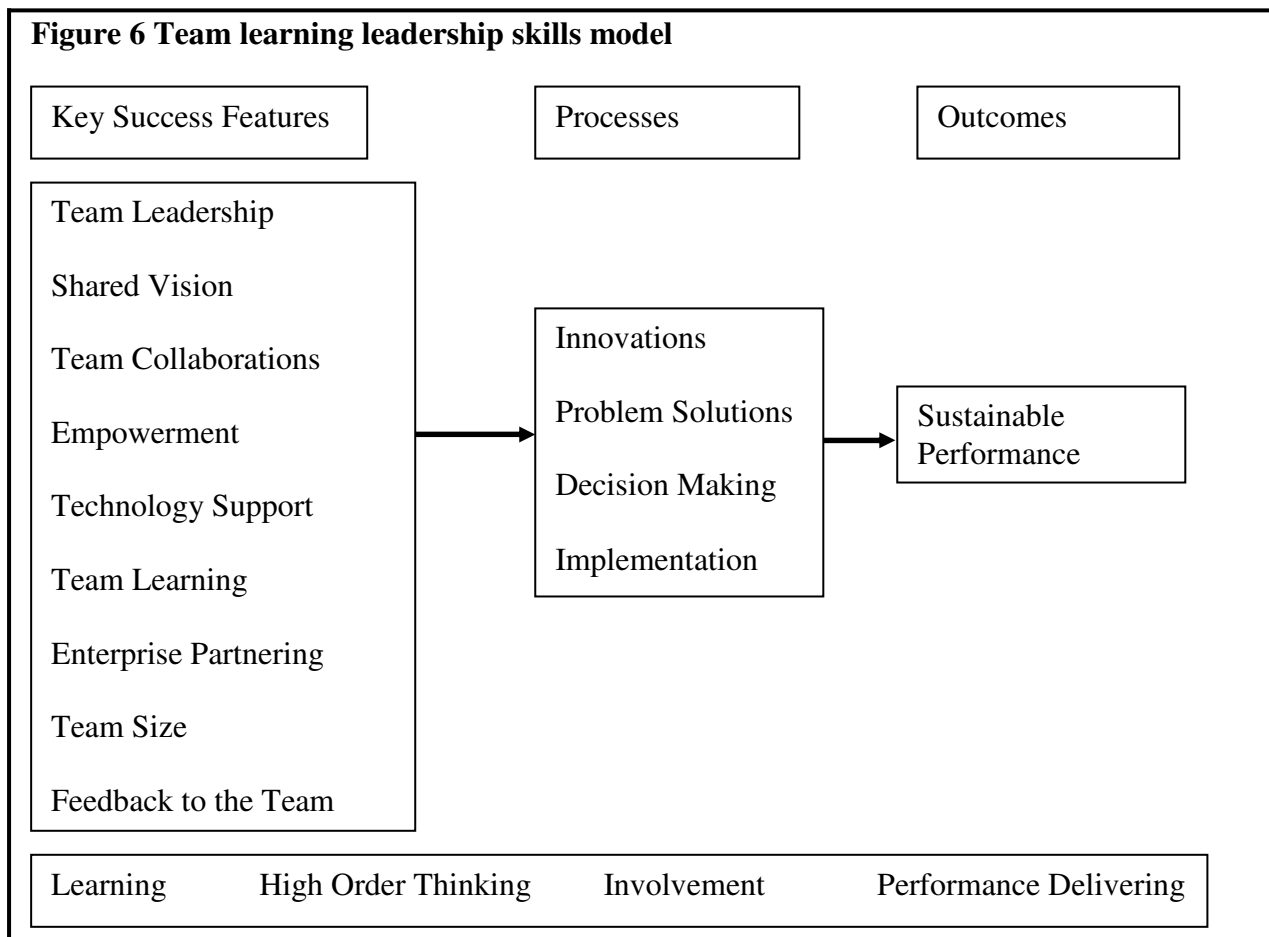 Figure 6 Team learning leadership skills model
Key Success Features
Processes
Outcomes
Team Leadership
Shared Vision
Team Collaborations
Empowerment
Technology Support
Team Learning
Enterprise Partnering
Team Size
Feedback to the Team
Innovations
Problem Solutions
Decision Making
Implementation
Sustainable
Performance
Learning High Order Thinking Involvement Performance Delivering